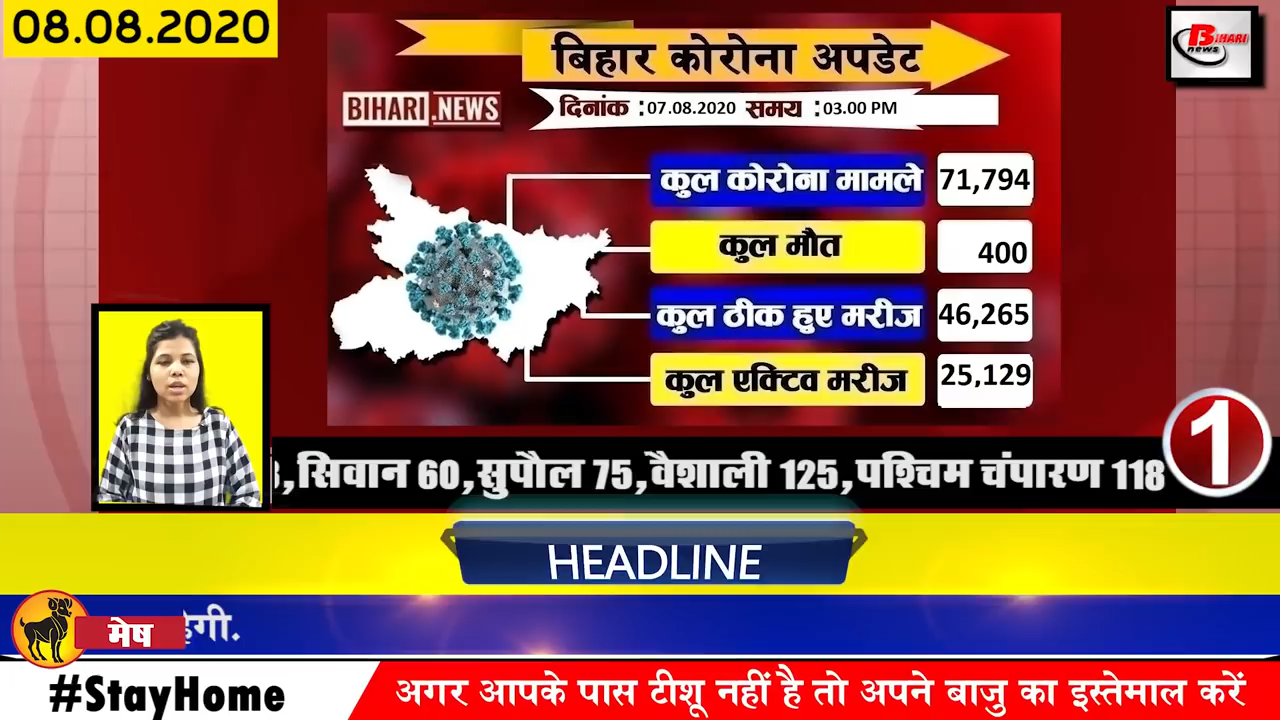 08.08.2020
बिहार कोरोना अपडेट
BIHARI NEWS
BIHARI.NEWS
दिनांक :07.08.2020 समय :03.00 PM
कुल कोरोना मामले 71,794
कुल मौत 400
कुल ठीक हुए मरीज 46,265
कुल एक्टिव मरीज 25,129
,सिवान 60,सुपौल 75,वैशाली 125,पश्चिम चंपारण 118
1
HEADLINE
मेष
#StayHome
अगर आपके पास टीशू नहीं है तो अपने बाजु का इस्तेमाल करें